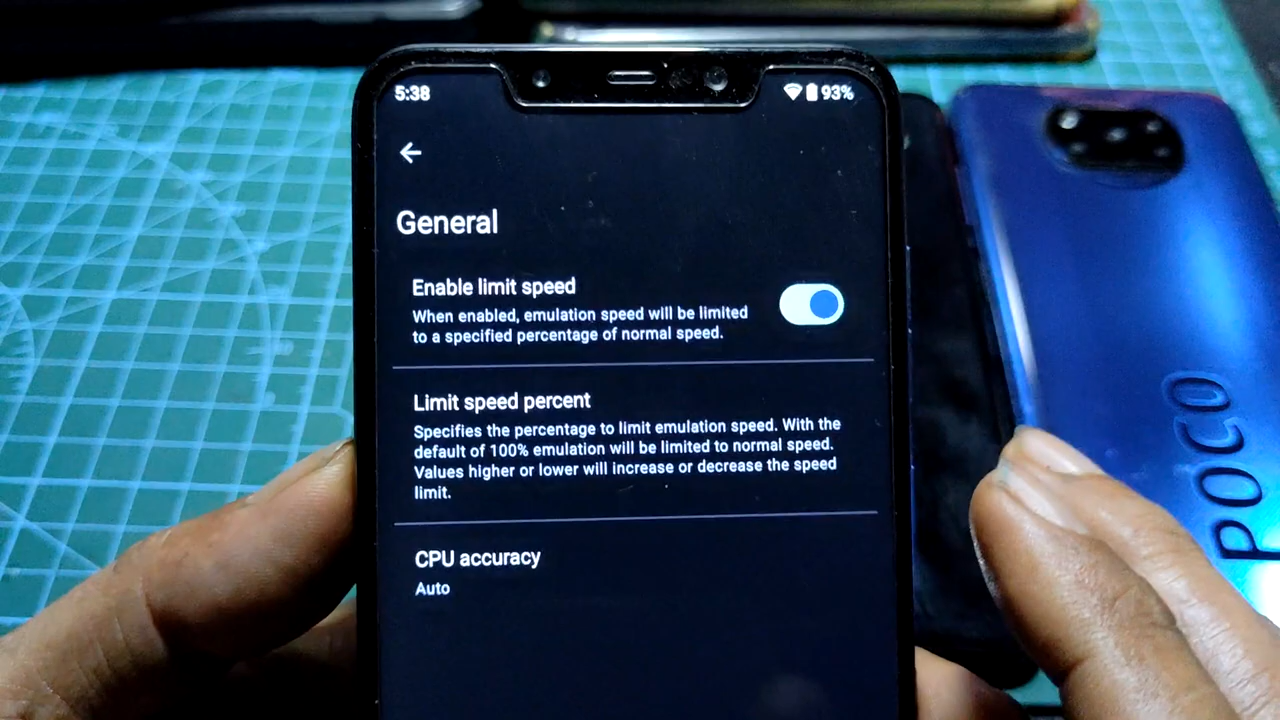 5:38
93%
General
Enable limit speed
When enabled, emulation speed will be limited
to a specified percentage of normal speed.
Limit speed percent
Specifies the percentage to limit emulation speed. With the
default of 100% emulation will be limited to normal speed.
Values higher or lower will increase or decrease the speed
limit.
CPU accuracy
Auto
POCO